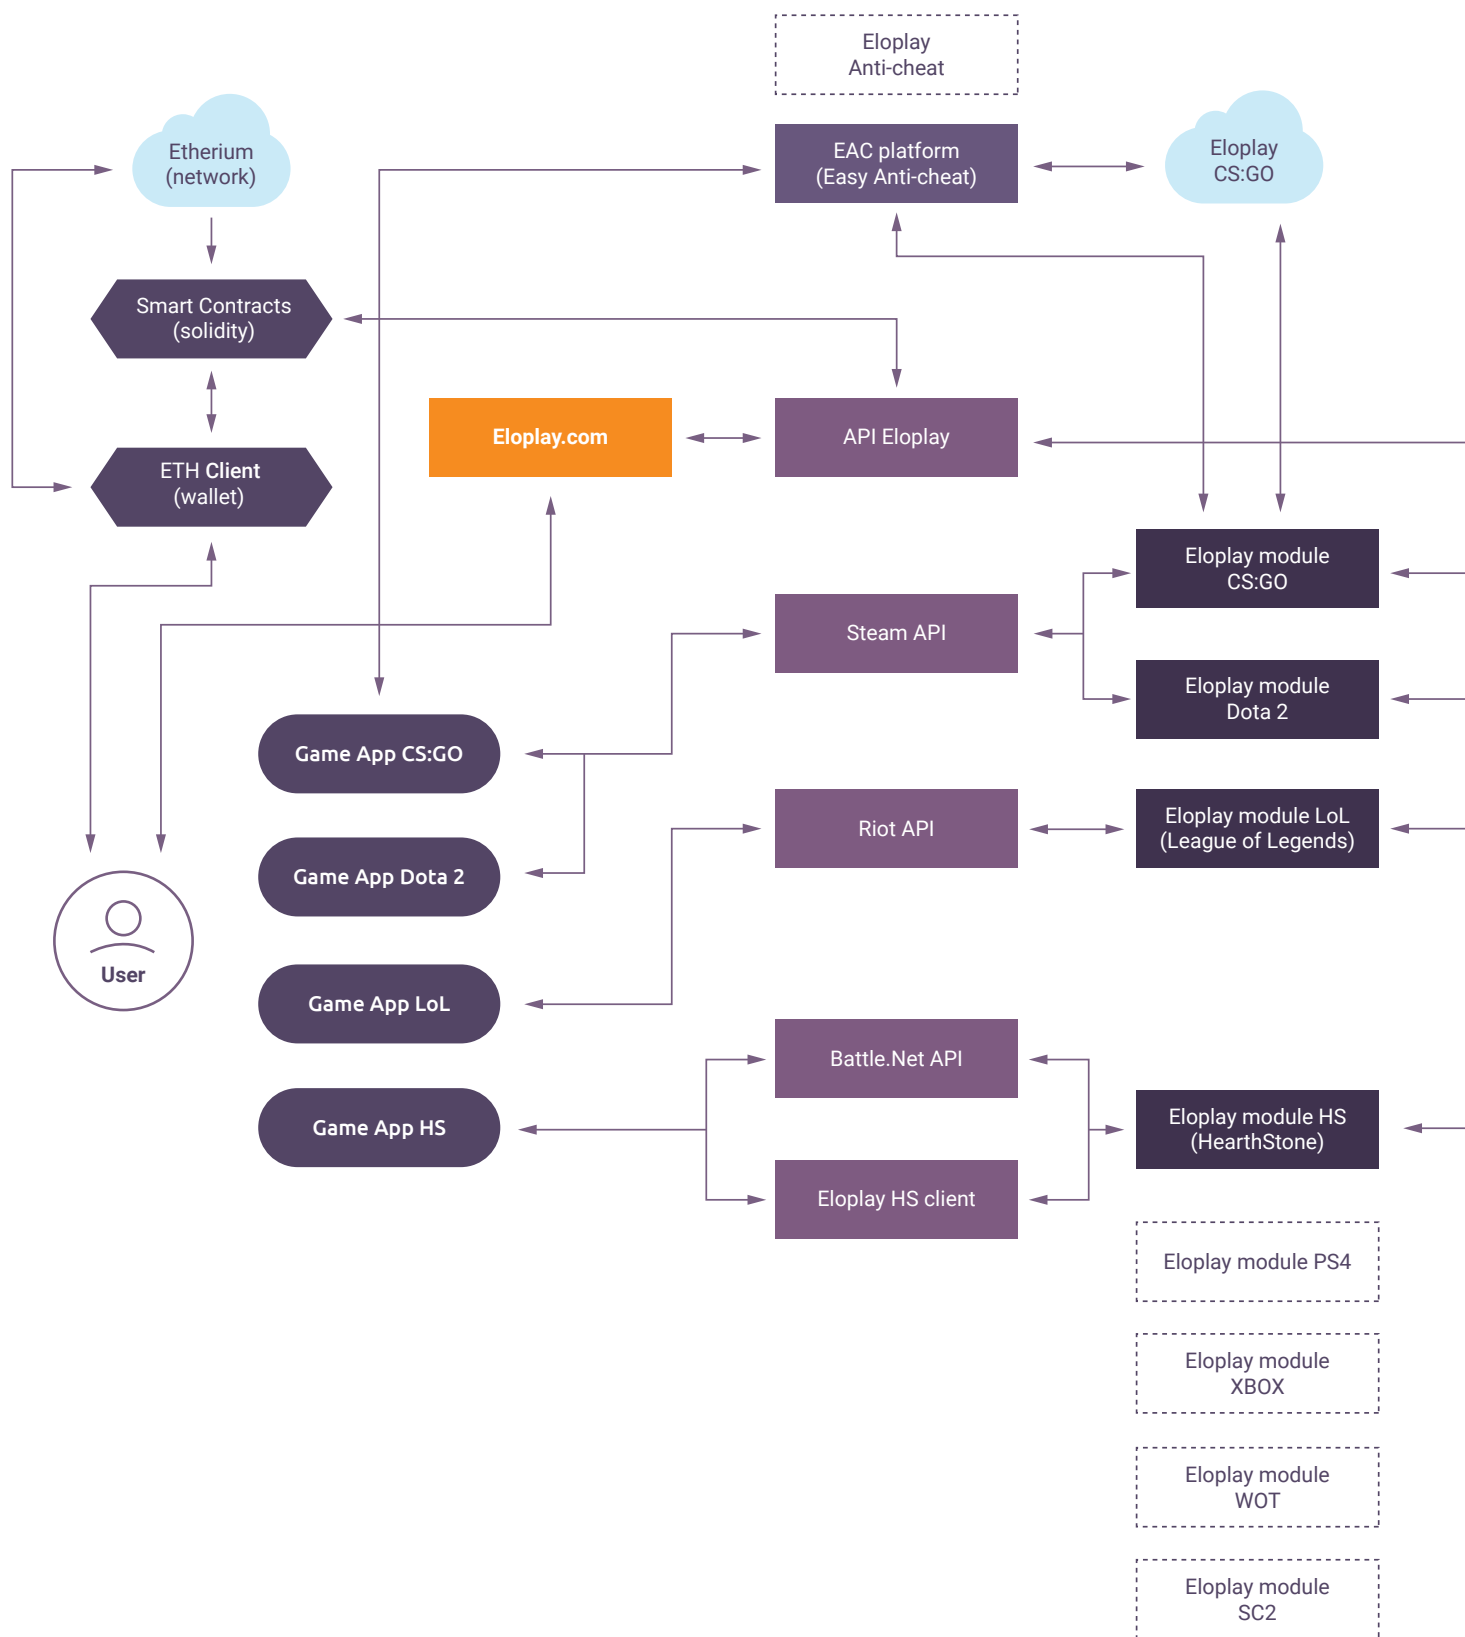 Eloplay
Anti-cheat
Etherium
(network)
EAC platform
(Easy Anti-cheat)
Eloplay
CS:GO
Smart Contracts
(solidity)
Eloplay.com
API Eloplay
ETH Client
(wallet)
Eloplay module
CS:GO
Steam API
Eloplay module
Dota 2
Game App CS:GO
Riot API
Eloplay module LoL
(League of Legends)
Game App Dota 2
User
Game App LoL
Battle.Net API
Game App HS
Eloplay module HS
(HearthStone)
Eloplay HS client
Eloplay module PS4
Eloplay module
XBOX
Eloplay module
WOT
Eloplay module
SC2